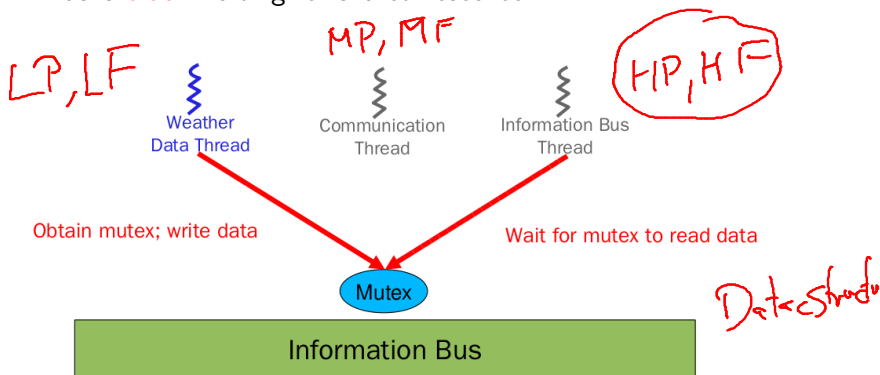 MP, MF
LP, LF
HP, HF
Weather
Data Thread
Communication
Thread
Information Bus
Thread
Obtain mutex; write data
Wait for mutex to read data
Mutex
Information Bus